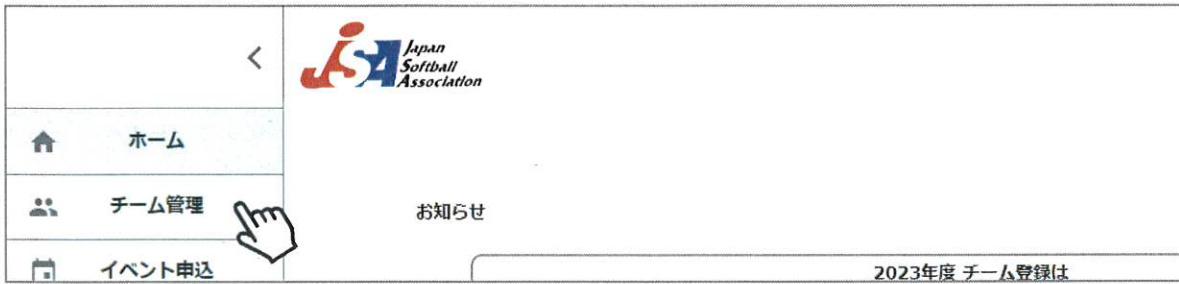 JSA
Japan
Softball
Association
ホーム
チーム管理
お知らせ
イベント申込
2023年度 チーム登録は